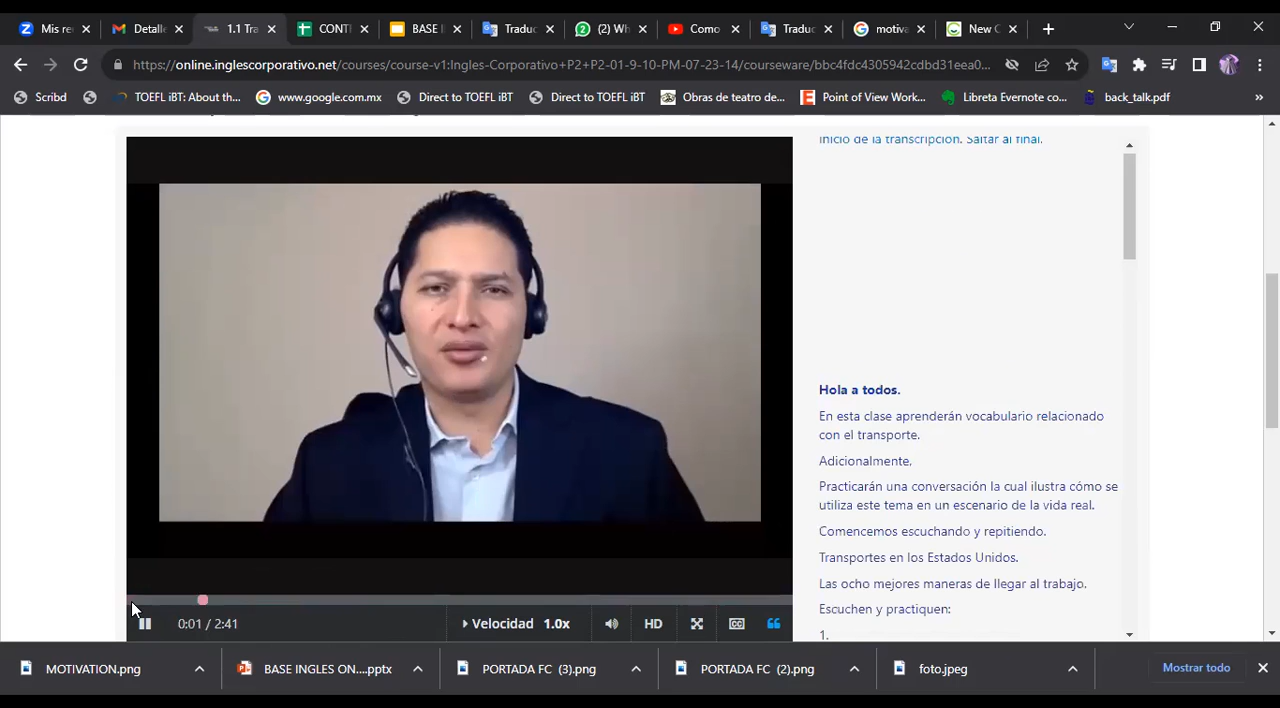 Mis re
Detalle
1.1 Tra
CONTI
BASE I
Traduc
(2) Wh
Como
Traduc
motiva
New C
https://online.inglescorporativo.net/courses/course-v1:Ingles-Corporativo+P2+P2-01-9-10-PM-07-23-14/courseware/bbc4fdc4305942cdbd31eea0...
Scribd
TOEFL iBT: About th...
www.google.com.mx
Direct to TOEFL iBT
Direct to TOEFL iBT
Obras de teatro de...
Point of View Work...
Libreta Evernote co...
back_talk.pdf
»
Inicio de la transcripción. Saltar al final.
Hola a todos.
En esta clase aprenderán vocabulario relacionado
con el transporte.
Adicionalmente,
Practicarán una conversación la cual ilustra cómo se
utiliza este tema en un escenario de la vida real.
Comencemos escuchando y repitiendo.
Transportes en los Estados Unidos.
Las ocho mejores maneras de llegar al trabajo.
Escuchen y practiquen:
1.
0:01 / 2:41
Velocidad 1.0x
HD
MOTIVATION.png
BASE INGLES ON....pptx
PORTADA FC (3).png
PORTADA FC (2).png
foto.jpeg
Mostrar todo